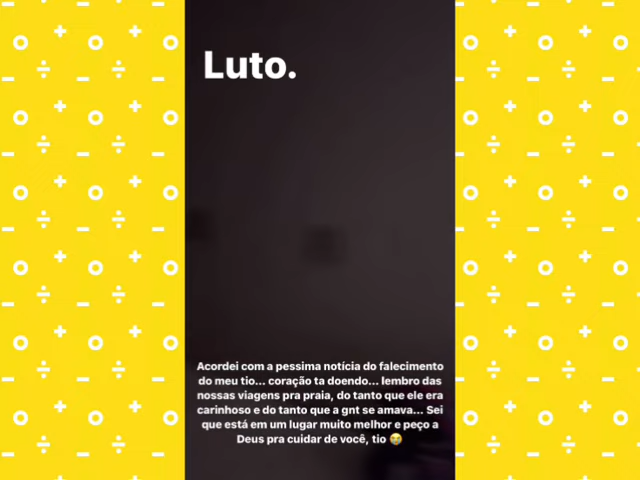 Luto.
Acordei com a pessima notícia do falecimento
do meu tio... coração ta doendo... lembro das
nossas viagens pra praia, do tanto que ele era
carinhoso e do tanto que a gnt se amava... Sei
que está em um lugar muito melhor e peço a
Deus pra cuidar de você, tio 😭